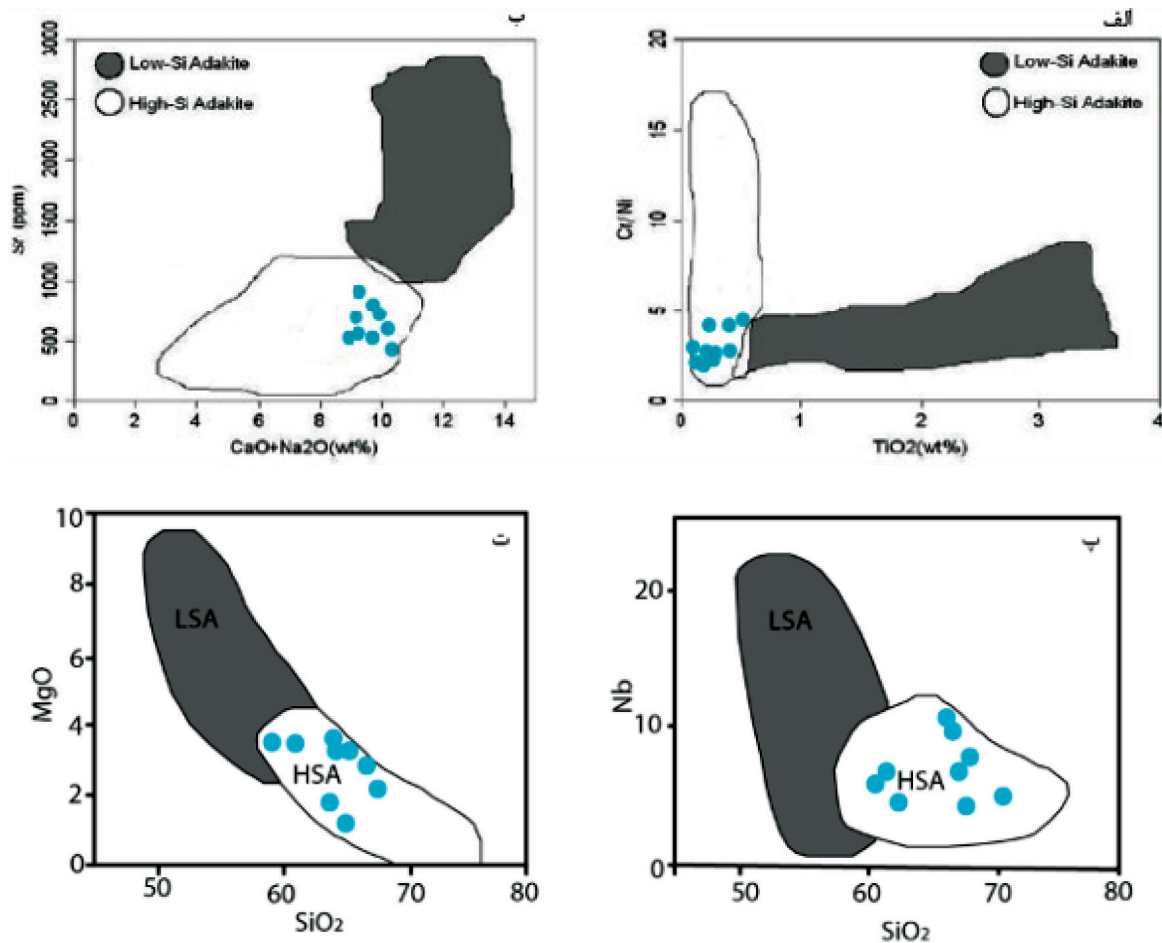 ب
3000
2500
2000
1500
1000
500
0
Sr (ppm)
Low-Si Adakite
High-Si Adakite
0 2 4 6 8 10 12 14
CaO+Na2O(wt%)
الف
20
15
10
5
0
Cr/Ni
Low-Si Adakite
High-Si Adakite
0 1 2 3 4
TiO2(wt%)
10
8
6
4
2
0
MgO
LSA
HSA
50 60 70 80
SiO₂
20
10
0
Nb
LSA
HSA
50 60 70 80
SiO₂